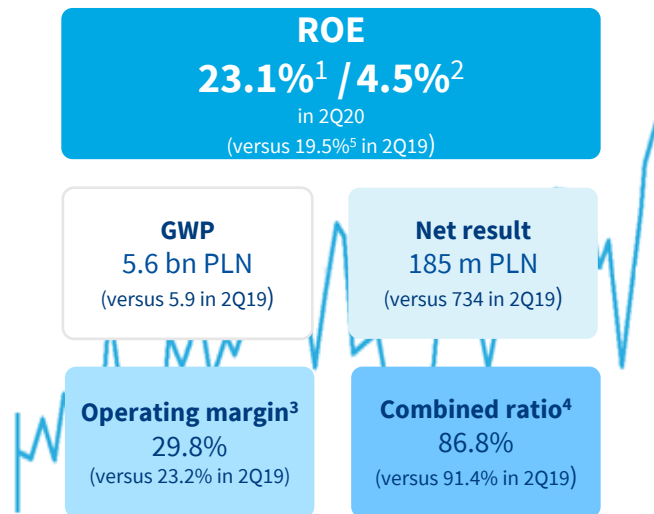 ROE
23.1%¹ / 4.5%²
in 2Q20
(versus 19.5%⁵ in 2Q19)
GWP
5.6 bn PLN
(versus 5.9 in 2Q19)
Net result
185 m PLN
(versus 734 in 2Q19)
Operating margin³
29.8%
(versus 23.2% in 2Q19)
Combined ratio⁴
86.8%
(versus 91.4% in 2Q19)